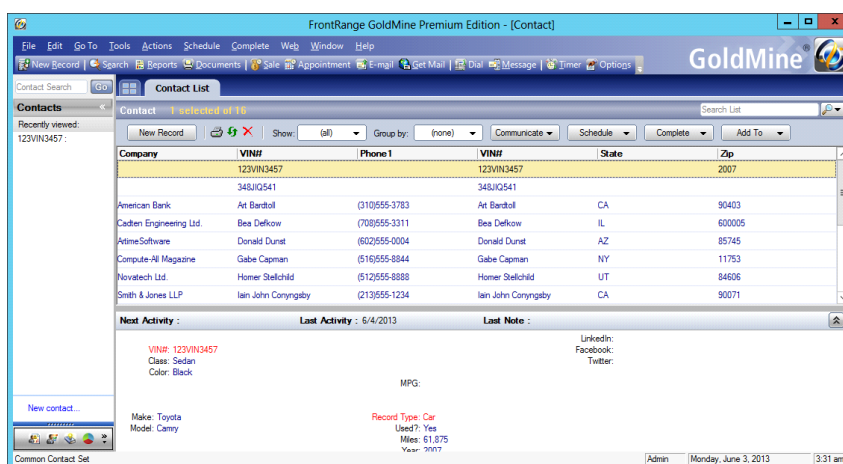 FrontRange GoldMine Premium Edition - [Contact]
File Edit Go To Tools Actions Schedule Complete Web Window Help
New Record Search Reports Documents Sale Appointment E-mail Get Mail Dial Message Timer Options
GoldMine®
Contact Search Go Contact List
Contacts «
Contact 1 selected of 16 Search List
Recently viewed:
123VIN3457 :
New Record Show: (all) Group by: (none) Communicate Schedule Complete Add To
Company VIN# Phone1 VIN# State Zip
123VIN3457 123VIN3457 2007
348JIQ541 348JIQ541
American Bank Art Bardtoll (310)555-3783 Art Bardtoll CA 90403
Cadten Engineering Ltd. Bea Defkow (708)555-3311 Bea Defkow IL 600005
ArtimeSoftware Donald Dunst (602)555-0004 Donald Dunst AZ 85745
Compute-All Magazine Gabe Capman (516)555-8844 Gabe Capman NY 11753
Novatech Ltd. Homer Stellchild (512)555-8888 Homer Stellchild UT 84606
Smith & Jones LLP Iain John Conyngsby (213)555-1234 Iain John Conyngsby CA 90071
Next Activity : Last Activity : 6/4/2013 Last Note :
LinkedIn:
VIN#: 123VIN3457 Facebook:
Class: Sedan Twitter:
Color: Black
MPG:
New contact...
Make: Toyota Record Type: Car
Model: Camry Used?: Yes
Miles: 61,875
Year: 2007
Common Contact Set Admin Monday, June 3, 2013 3:31 am